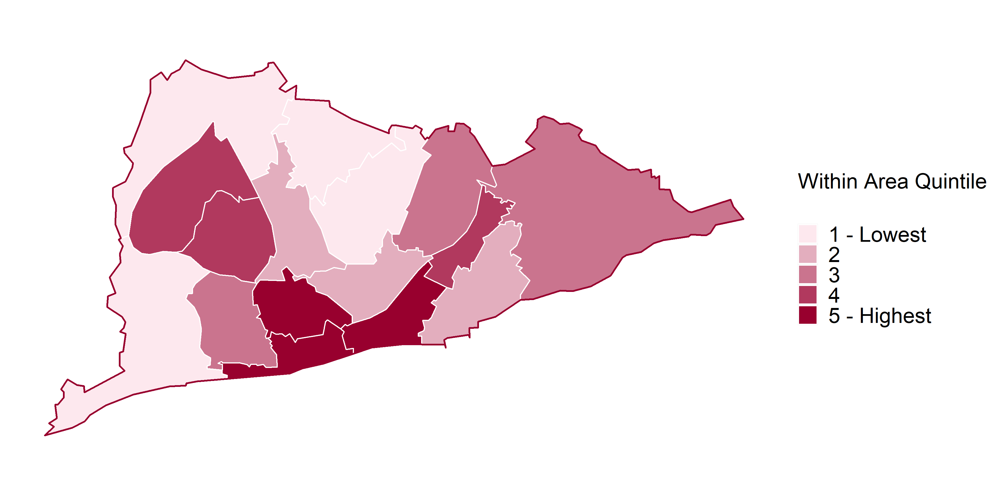 Within Area Quintile
1 - Lowest
2
3
4
5 - Highest